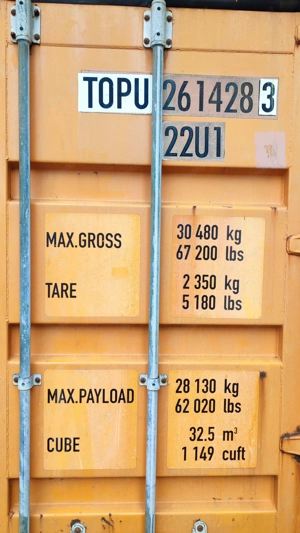 TOPU 261428 3
22U1
MAX.GROSS 30 480 kg
67 200 lbs
TARE 2 350 kg
5 180 lbs
MAX.PAYLOAD 28 130 kg
62 020 lbs
CUBE 32.5 m³
1 149 cuft